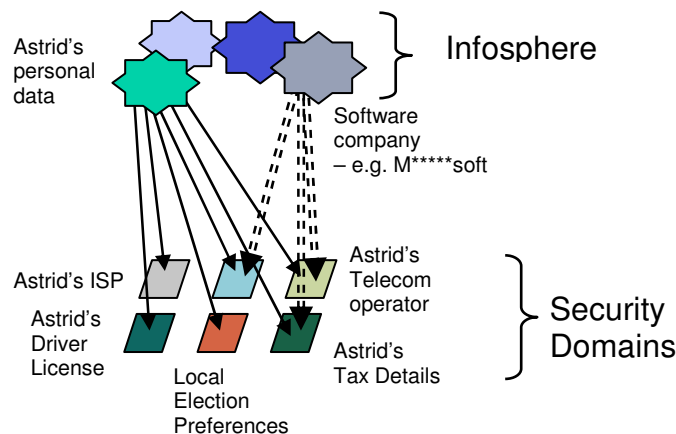 Astrid's
personal
data
Infosphere
Software
company
– e.g. M*****soft
Astrid's ISP
Astrid's
Telecom
operator
Astrid's
Driver
License
Local
Election
Preferences
Astrid's
Tax Details
Security
Domains